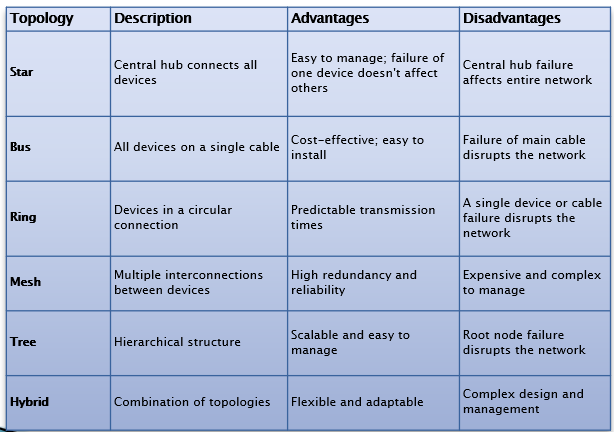 Topology Description Advantages Disadvantages
Star
Central hub connects all
devices
Easy to manage; failure of
one device doesn't affect
others
Central hub failure
affects entire network
Bus
All devices on a single cable
Cost-effective; easy to
install
Failure of main cable
disrupts the network
Ring
Devices in a circular
connection
Predictable transmission
times
A single device or cable
failure disrupts the
network
Mesh
Multiple interconnections
between devices
High redundancy and
reliability
Expensive and complex
to manage
Tree
Hierarchical structure
Scalable and easy to
manage
Root node failure
disrupts the network
Hybrid
Combination of topologies
Flexible and adaptable
Complex design and
management